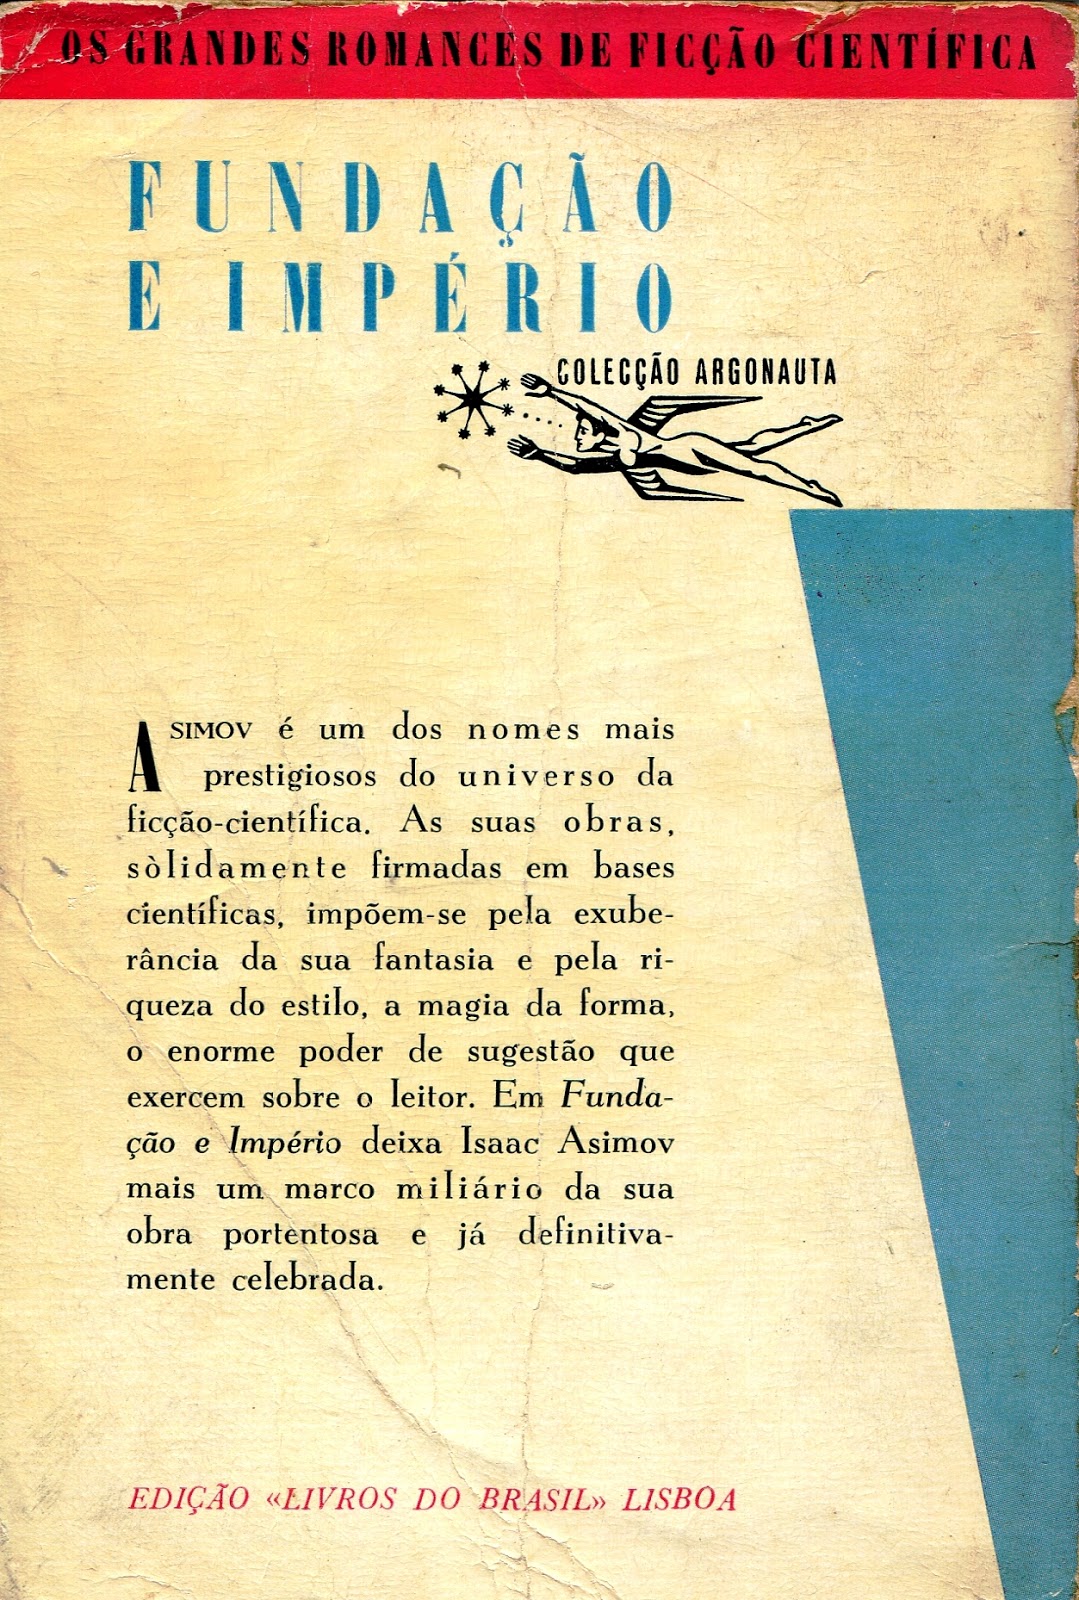 OS GRANDES ROMANCES DE FICÇÃO CIENTÍFICA
FUNDAÇÃO
E IMPÉRIO
COLECÇÃO ARGONAUTA
ASIMOV é um dos nomes mais
prestigiosos do universo da
ficção-científica. As suas obras,
sòlidamente firmadas em bases
científicas, impõem-se pela exube-
rância da sua fantasia e pela ri-
queza do estilo, a magia da forma,
o enorme poder de sugestão que
exercem sobre o leitor. Em Funda-
ção e Império deixa Isaac Asimov
mais um marco miliário da sua
obra portentosa e já definitiva-
mente celebrada.
EDIÇÃO «LIVROS DO BRASIL» LISBOA